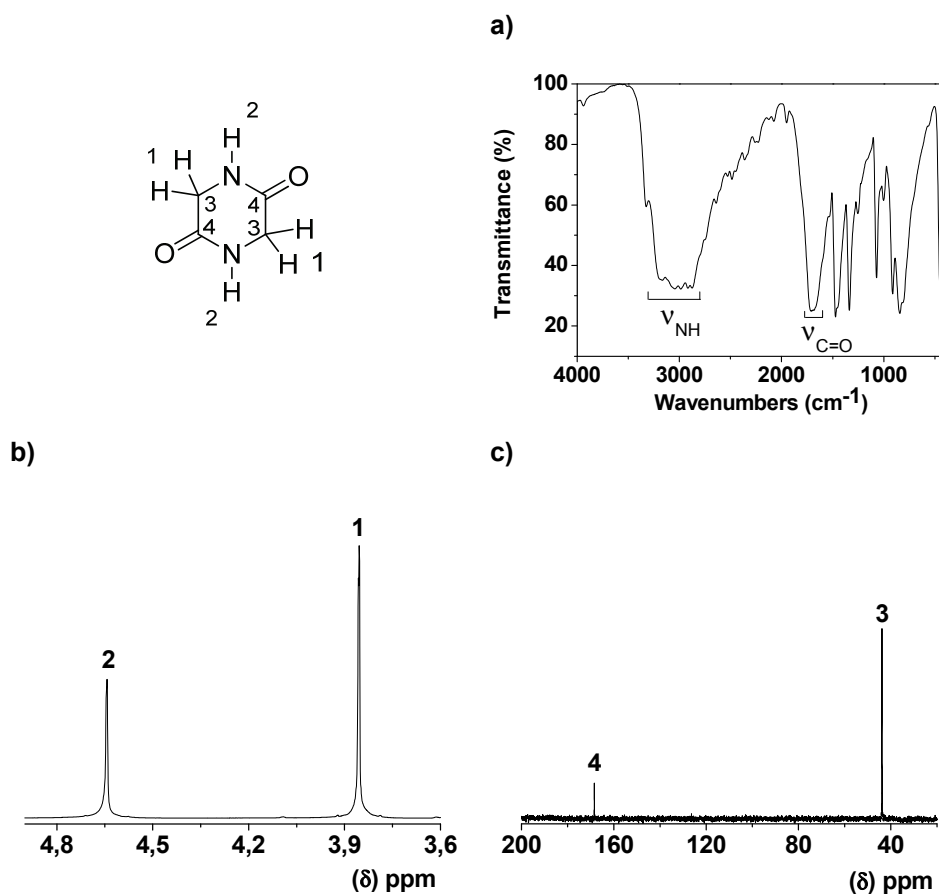 a)
2
H
1 H N O
H 3 4
4 3 H
O N H 1
H
2
Transmittance (%)
100
80
60
40
20
νNH
νC=O
4000 3000 2000 1000
Wavenumbers (cm-1)
b)
1
2
4,8 4,5 4,2 3,9 3,6
(δ) ppm
c)
3
4
200 160 120 80 40
(δ) ppm